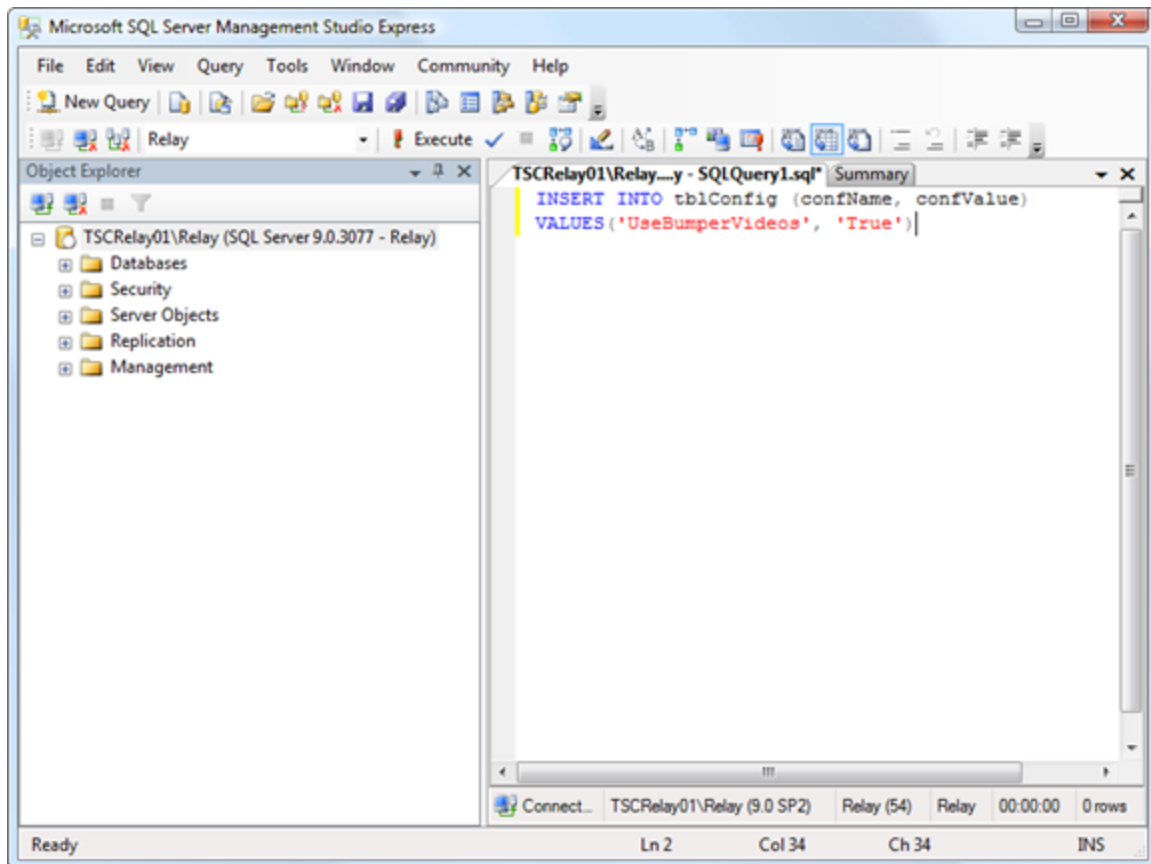 Microsoft SQL Server Management Studio Express
File Edit View Query Tools Window Community Help
New Query
Relay Execute
Object Explorer
TSCRelay01\Relay....y - SQLQuery1.sql* Summary
TSCRelay01\Relay (SQL Server 9.0.3077 - Relay)
Databases
Security
Server Objects
Replication
Management
INSERT INTO tblConfig (confName, confValue)
VALUES('UseBumperVideos', 'True')
Connect... TSCRelay01\Relay (9.0 SP2) Relay (54) Relay 00:00:00 0 rows
Ready Ln 2 Col 34 Ch 34 INS